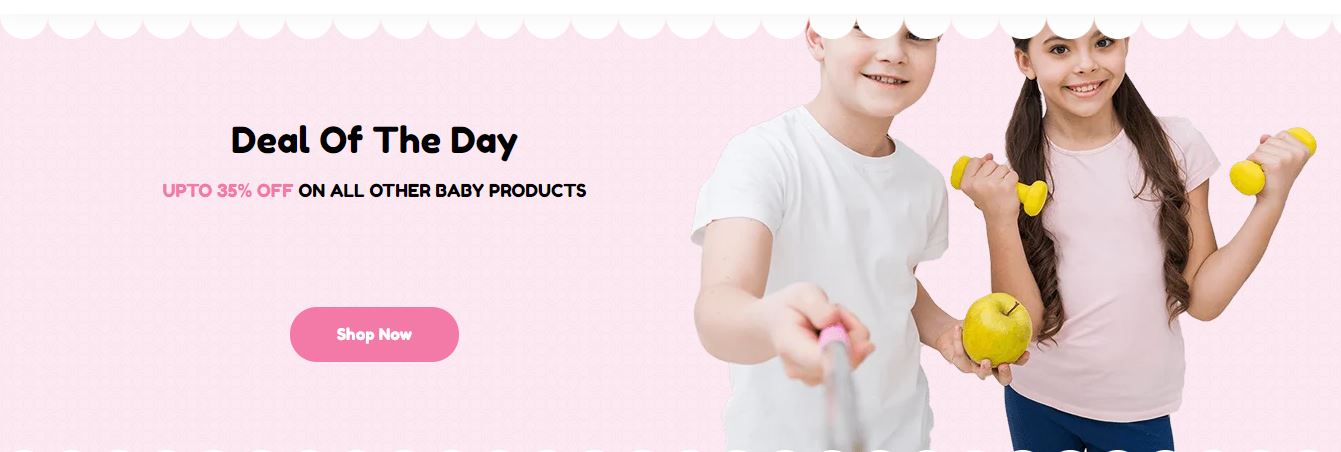 Deal Of The Day
UPTO 35% OFF ON ALL OTHER BABY PRODUCTS
Shop Now